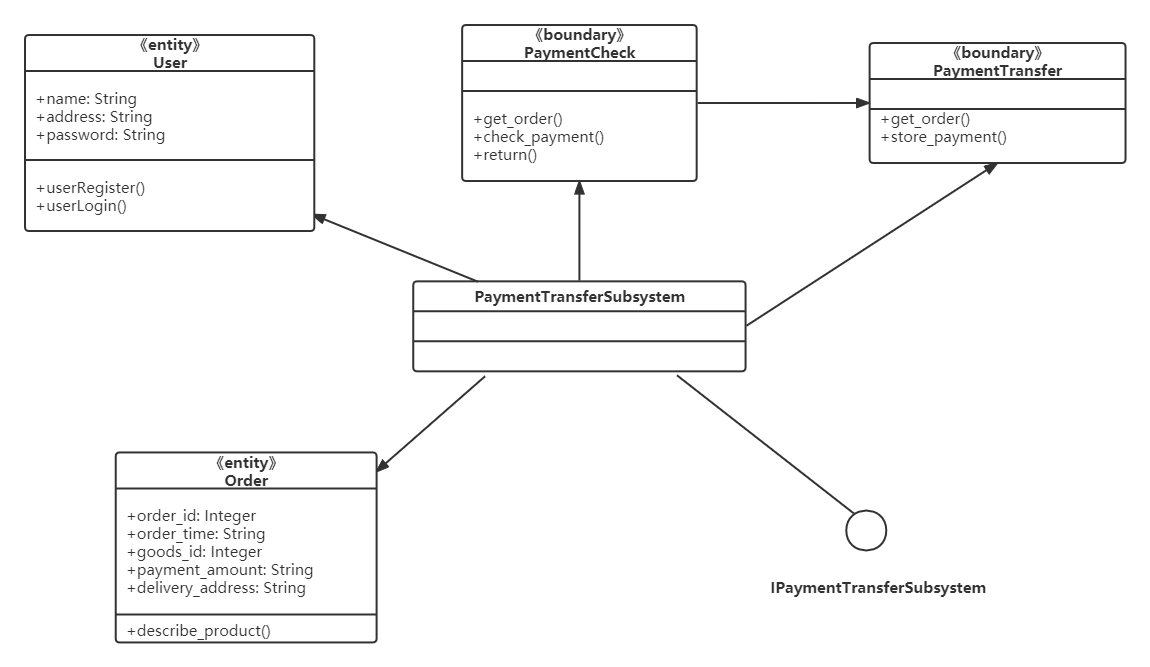 《entity》
User
+name: String
+address: String
+password: String
+userRegister()
+userLogin()
《boundary》
PaymentCheck
+get_order()
+check_payment()
+return()
《boundary》
PaymentTransfer
+get_order()
+store_payment()
PaymentTransferSubsystem
《entity》
Order
+order_id: Integer
+order_time: String
+goods_id: Integer
+payment_amount: String
+delivery_address: String
+describe_product()
IPaymentTransferSubsystem